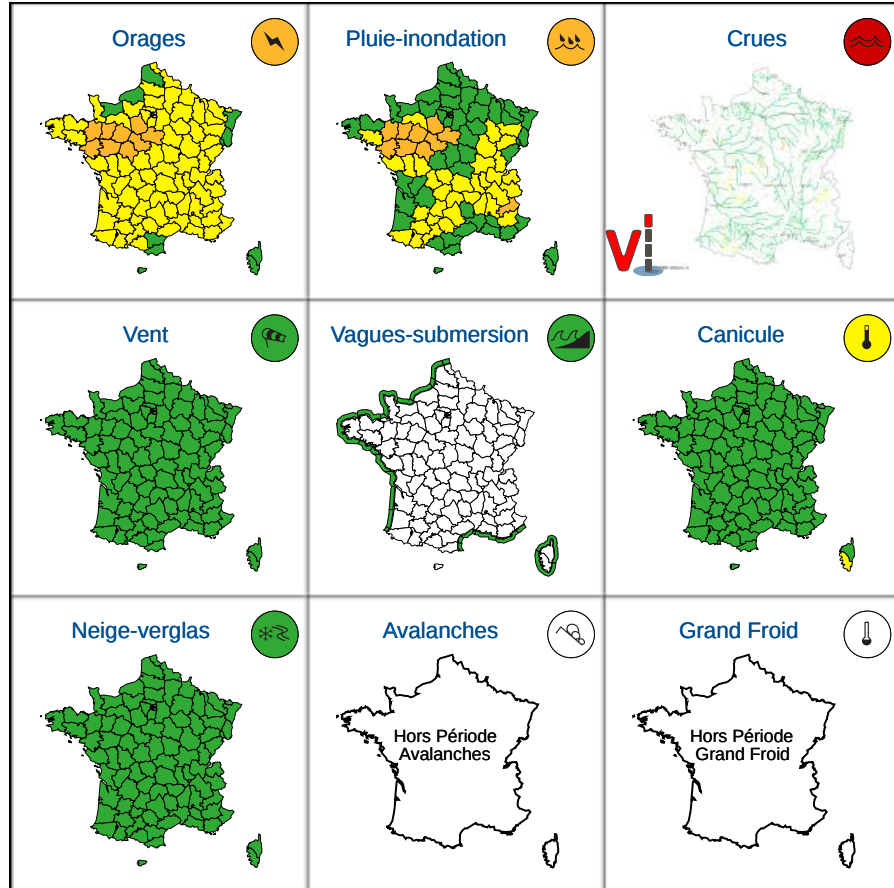 Orages
Pluie-inondation
Crues
vi
Vent
Vagues-submersion
Canicule
Neige-verglas
Avalanches
Grand Froid
Hors Période
Avalanches
Hors Période
Grand Froid